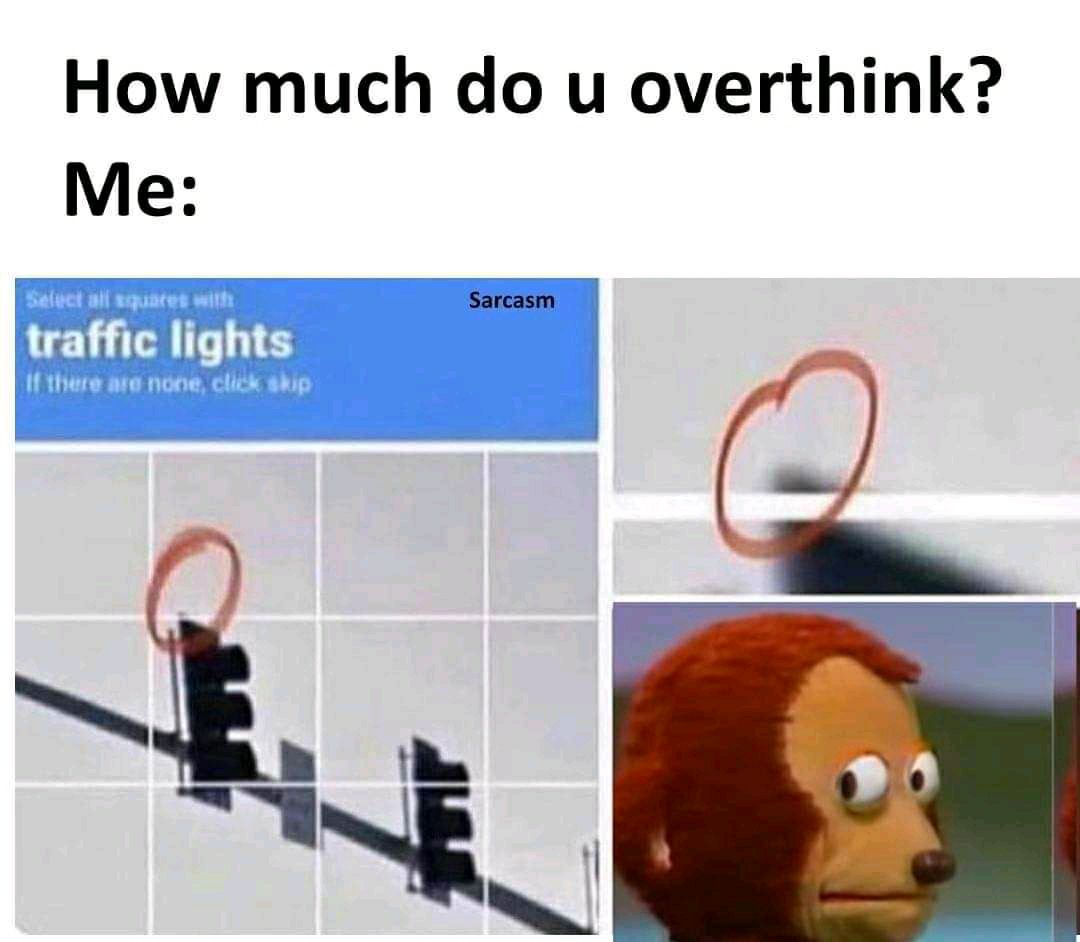 How much do u overthink?
Me:
Select all squares with
Sarcasm
traffic lights
If there are none, click skip